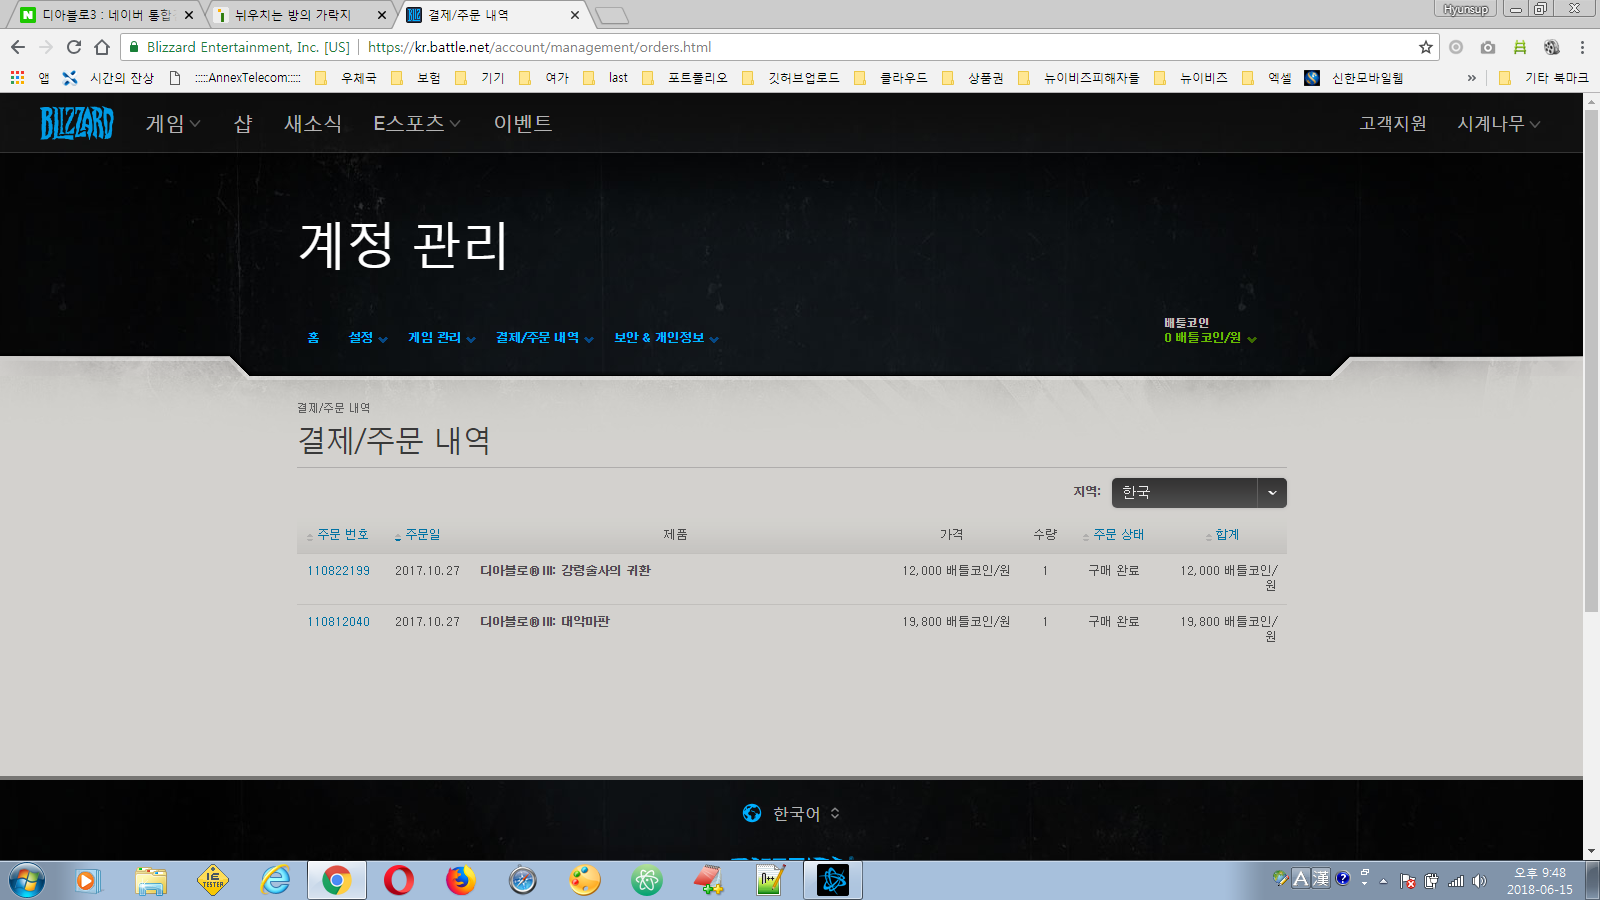 디아블로3 : 네이버 통합
뉘우치는 방의 가락지
결제/주문 내역
Hyunsup
Blizzard Entertainment, Inc. [US]
https://kr.battle.net/account/management/orders.html
앱
시간의 잔상
:::::AnnexTelecom:::::
우체국
보험
기기
여가
last
포트폴리오
깃허브업로드
클라우드
상품권
뉴이비즈피해자들
뉴이비즈
엑셀
신한모바일웹
»
기타 북마크
BLIZZARD
게임
샵
새소식
E스포츠
이벤트
고객지원
시계나무
계정 관리
홈
설정
게임 관리
결제/주문 내역
보안 & 개인정보
배틀코인
0 배틀코인/원
결제/주문 내역
결제/주문 내역
지역:
한국
주문 번호
주문일
제품
가격
수량
주문 상태
합계
110822199
2017.10.27
디아블로® III: 강령술사의 귀환
12,000 배틀코인/원
1
구매 완료
12,000 배틀코인/
원
110812040
2017.10.27
디아블로® III: 대악마판
19,800 배틀코인/원
1
구매 완료
19,800 배틀코인/
원
한국어
IE
TESTER
A
漢
오후 9:48
2018-06-15